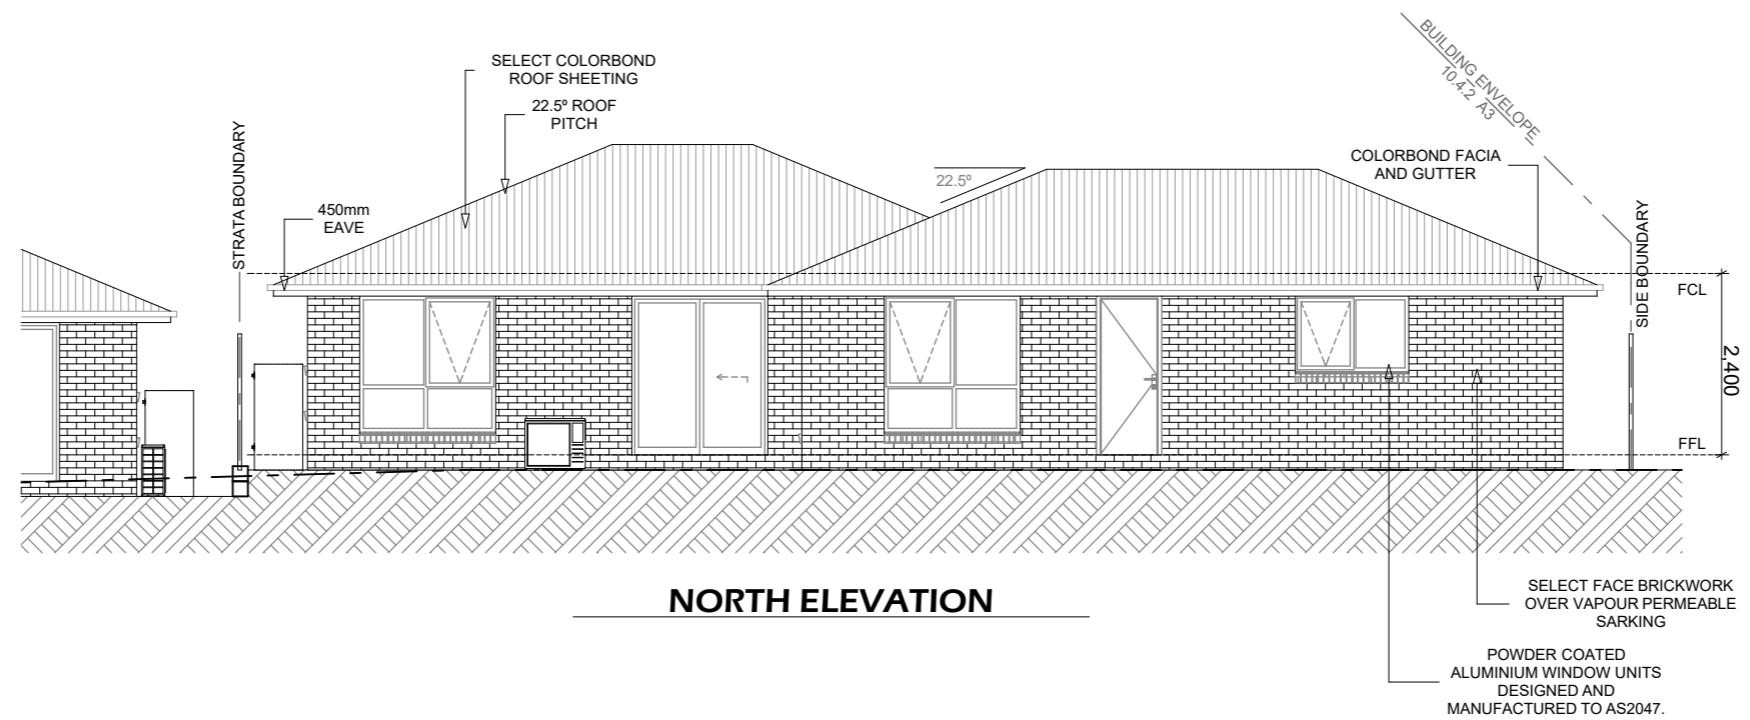 SELECT COLORBOND
ROOF SHEETING
22.5º ROOF
PITCH
STRATA BOUNDARY
450mm
EAVE
22.5º
BUILDING ENVELOPE
10.4.2 A3
COLORBOND FACIA
AND GUTTER
SIDE BOUNDARY
FCL
2,400
FFL
NORTH ELEVATION
SELECT FACE BRICKWORK
OVER VAPOUR PERMEABLE
SARKING
POWDER COATED
ALUMINIUM WINDOW UNITS
DESIGNED AND
MANUFACTURED TO AS2047.